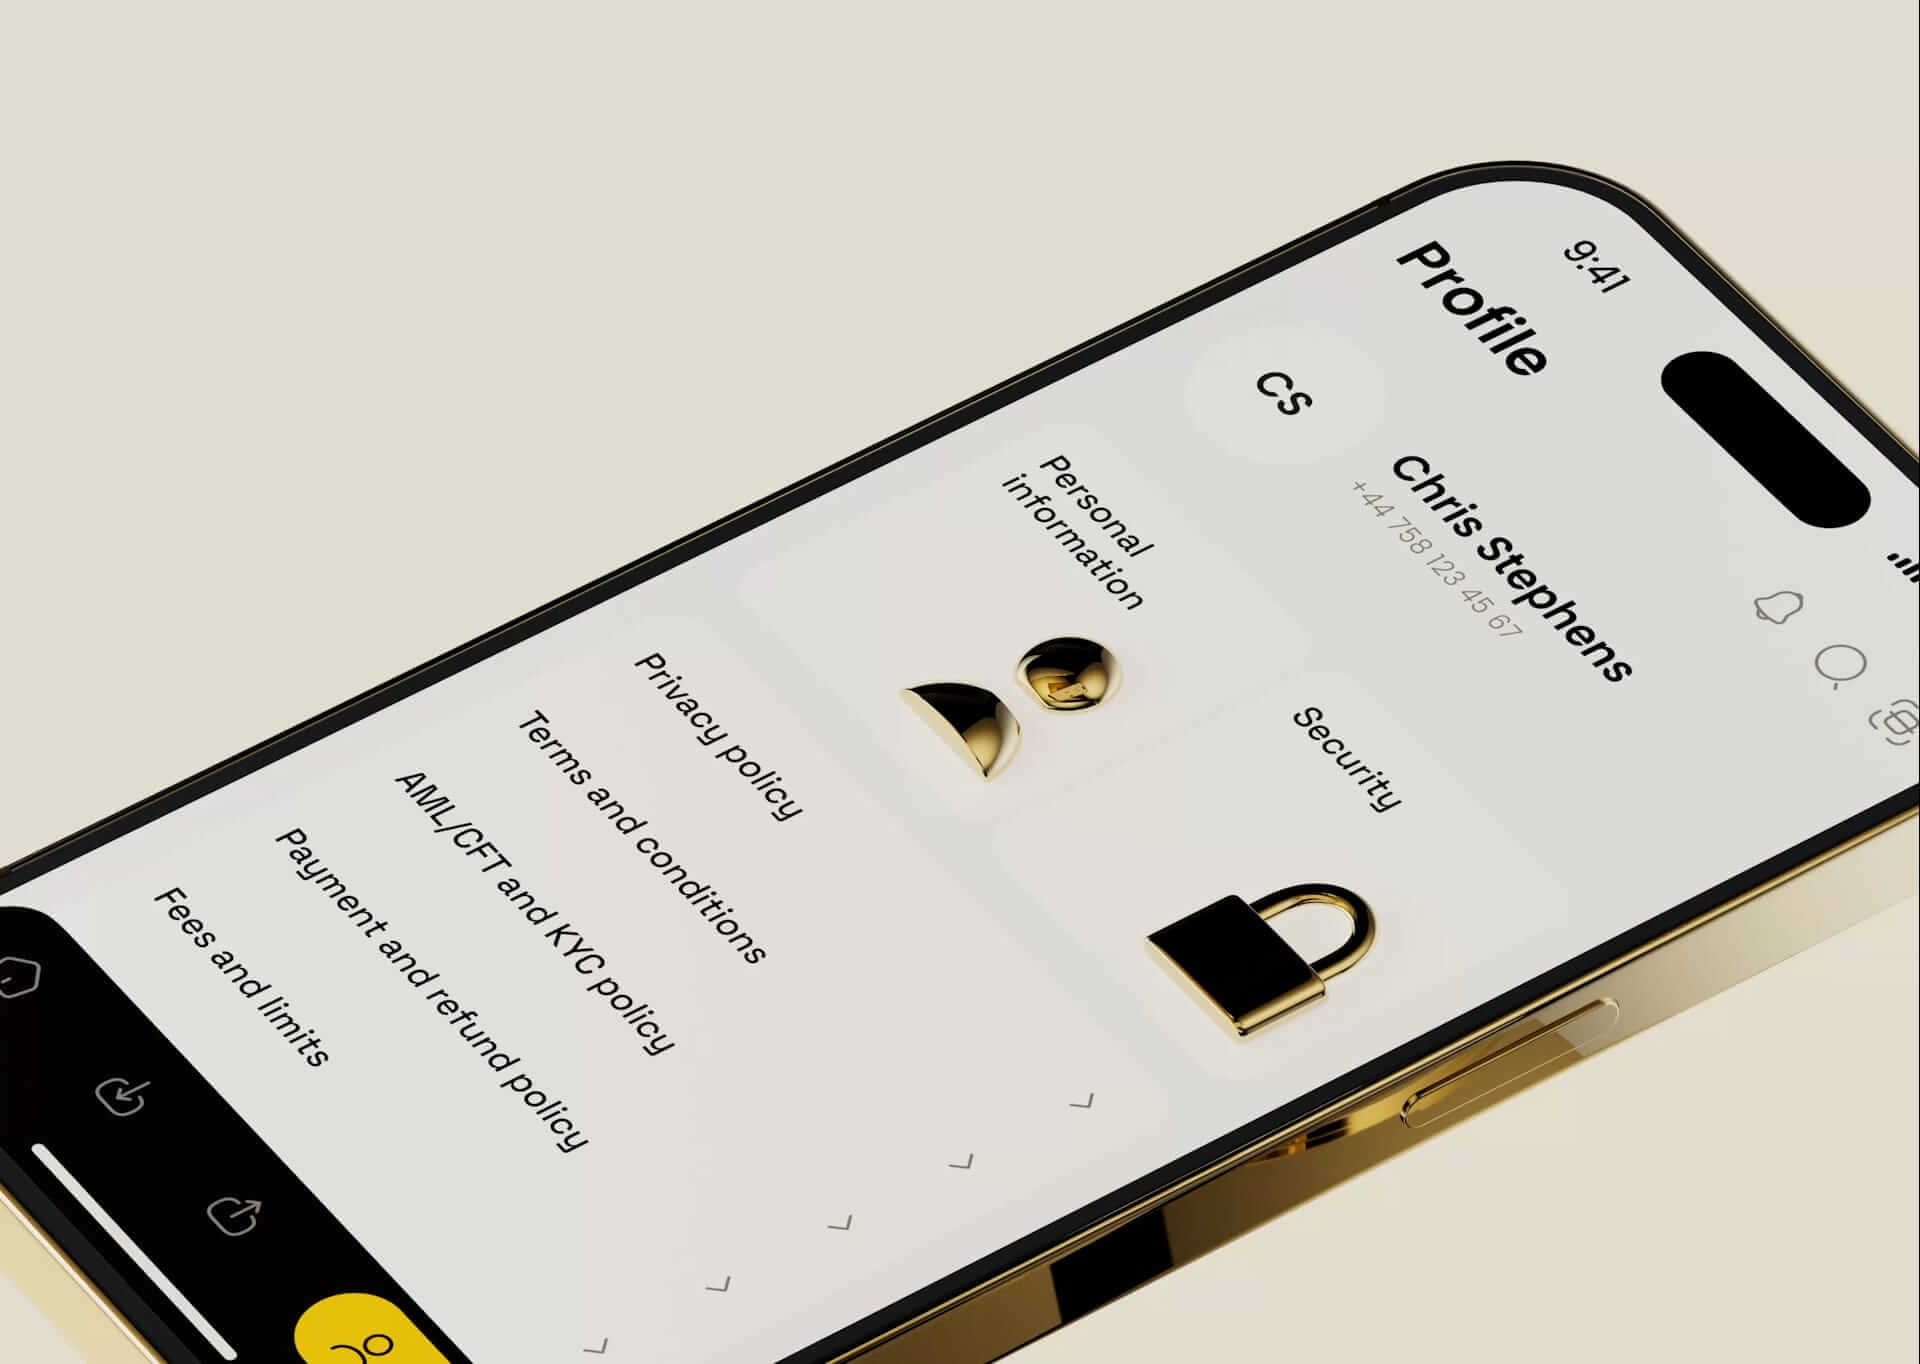 9:41
Profile
CS
Chris Stephens
+44 758 123 45 67
Personal
information
Security
Privacy policy
Terms and conditions
AML/CFT and KYC policy
Payment and refund policy
Fees and limits